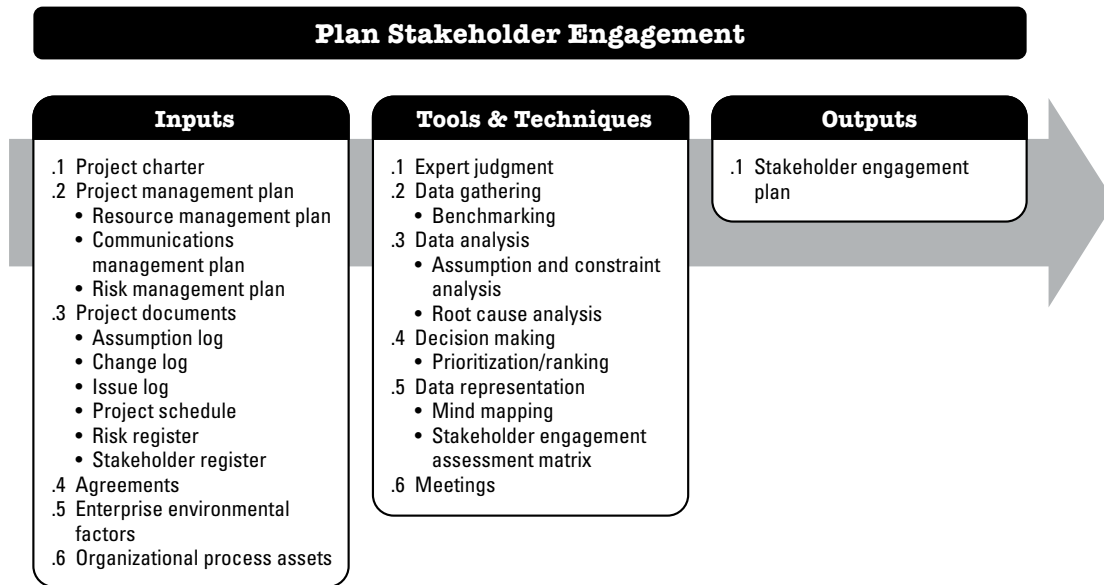 Plan Stakeholder Engagement
Inputs
.1 Project charter
.2 Project management plan
• Resource management plan
• Communications
management plan
• Risk management plan
.3 Project documents
• Assumption log
• Change log
• Issue log
• Project schedule
• Risk register
• Stakeholder register
.4 Agreements
.5 Enterprise environmental
factors
.6 Organizational process assets
Tools & Techniques
.1 Expert judgment
.2 Data gathering
• Benchmarking
.3 Data analysis
• Assumption and constraint
analysis
• Root cause analysis
.4 Decision making
• Prioritization/ranking
.5 Data representation
• Mind mapping
• Stakeholder engagement
assessment matrix
.6 Meetings
Outputs
.1 Stakeholder engagement
plan